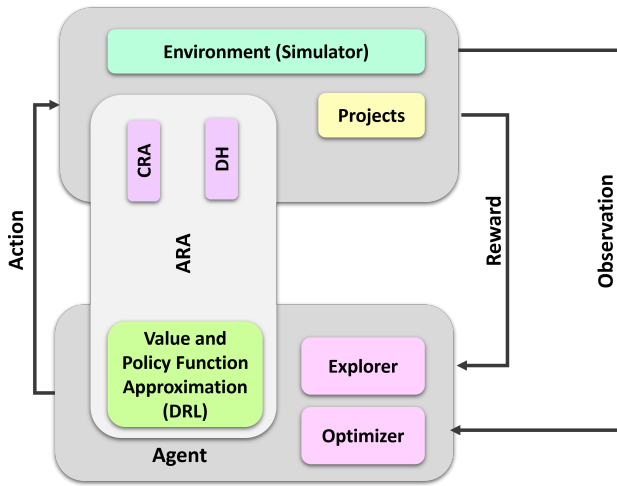 Environment (Simulator)
Projects
CRA
DH
ARA
Action
Reward
Observation
Value and
Policy Function
Approximation
(DRL)
Explorer
Optimizer
Agent